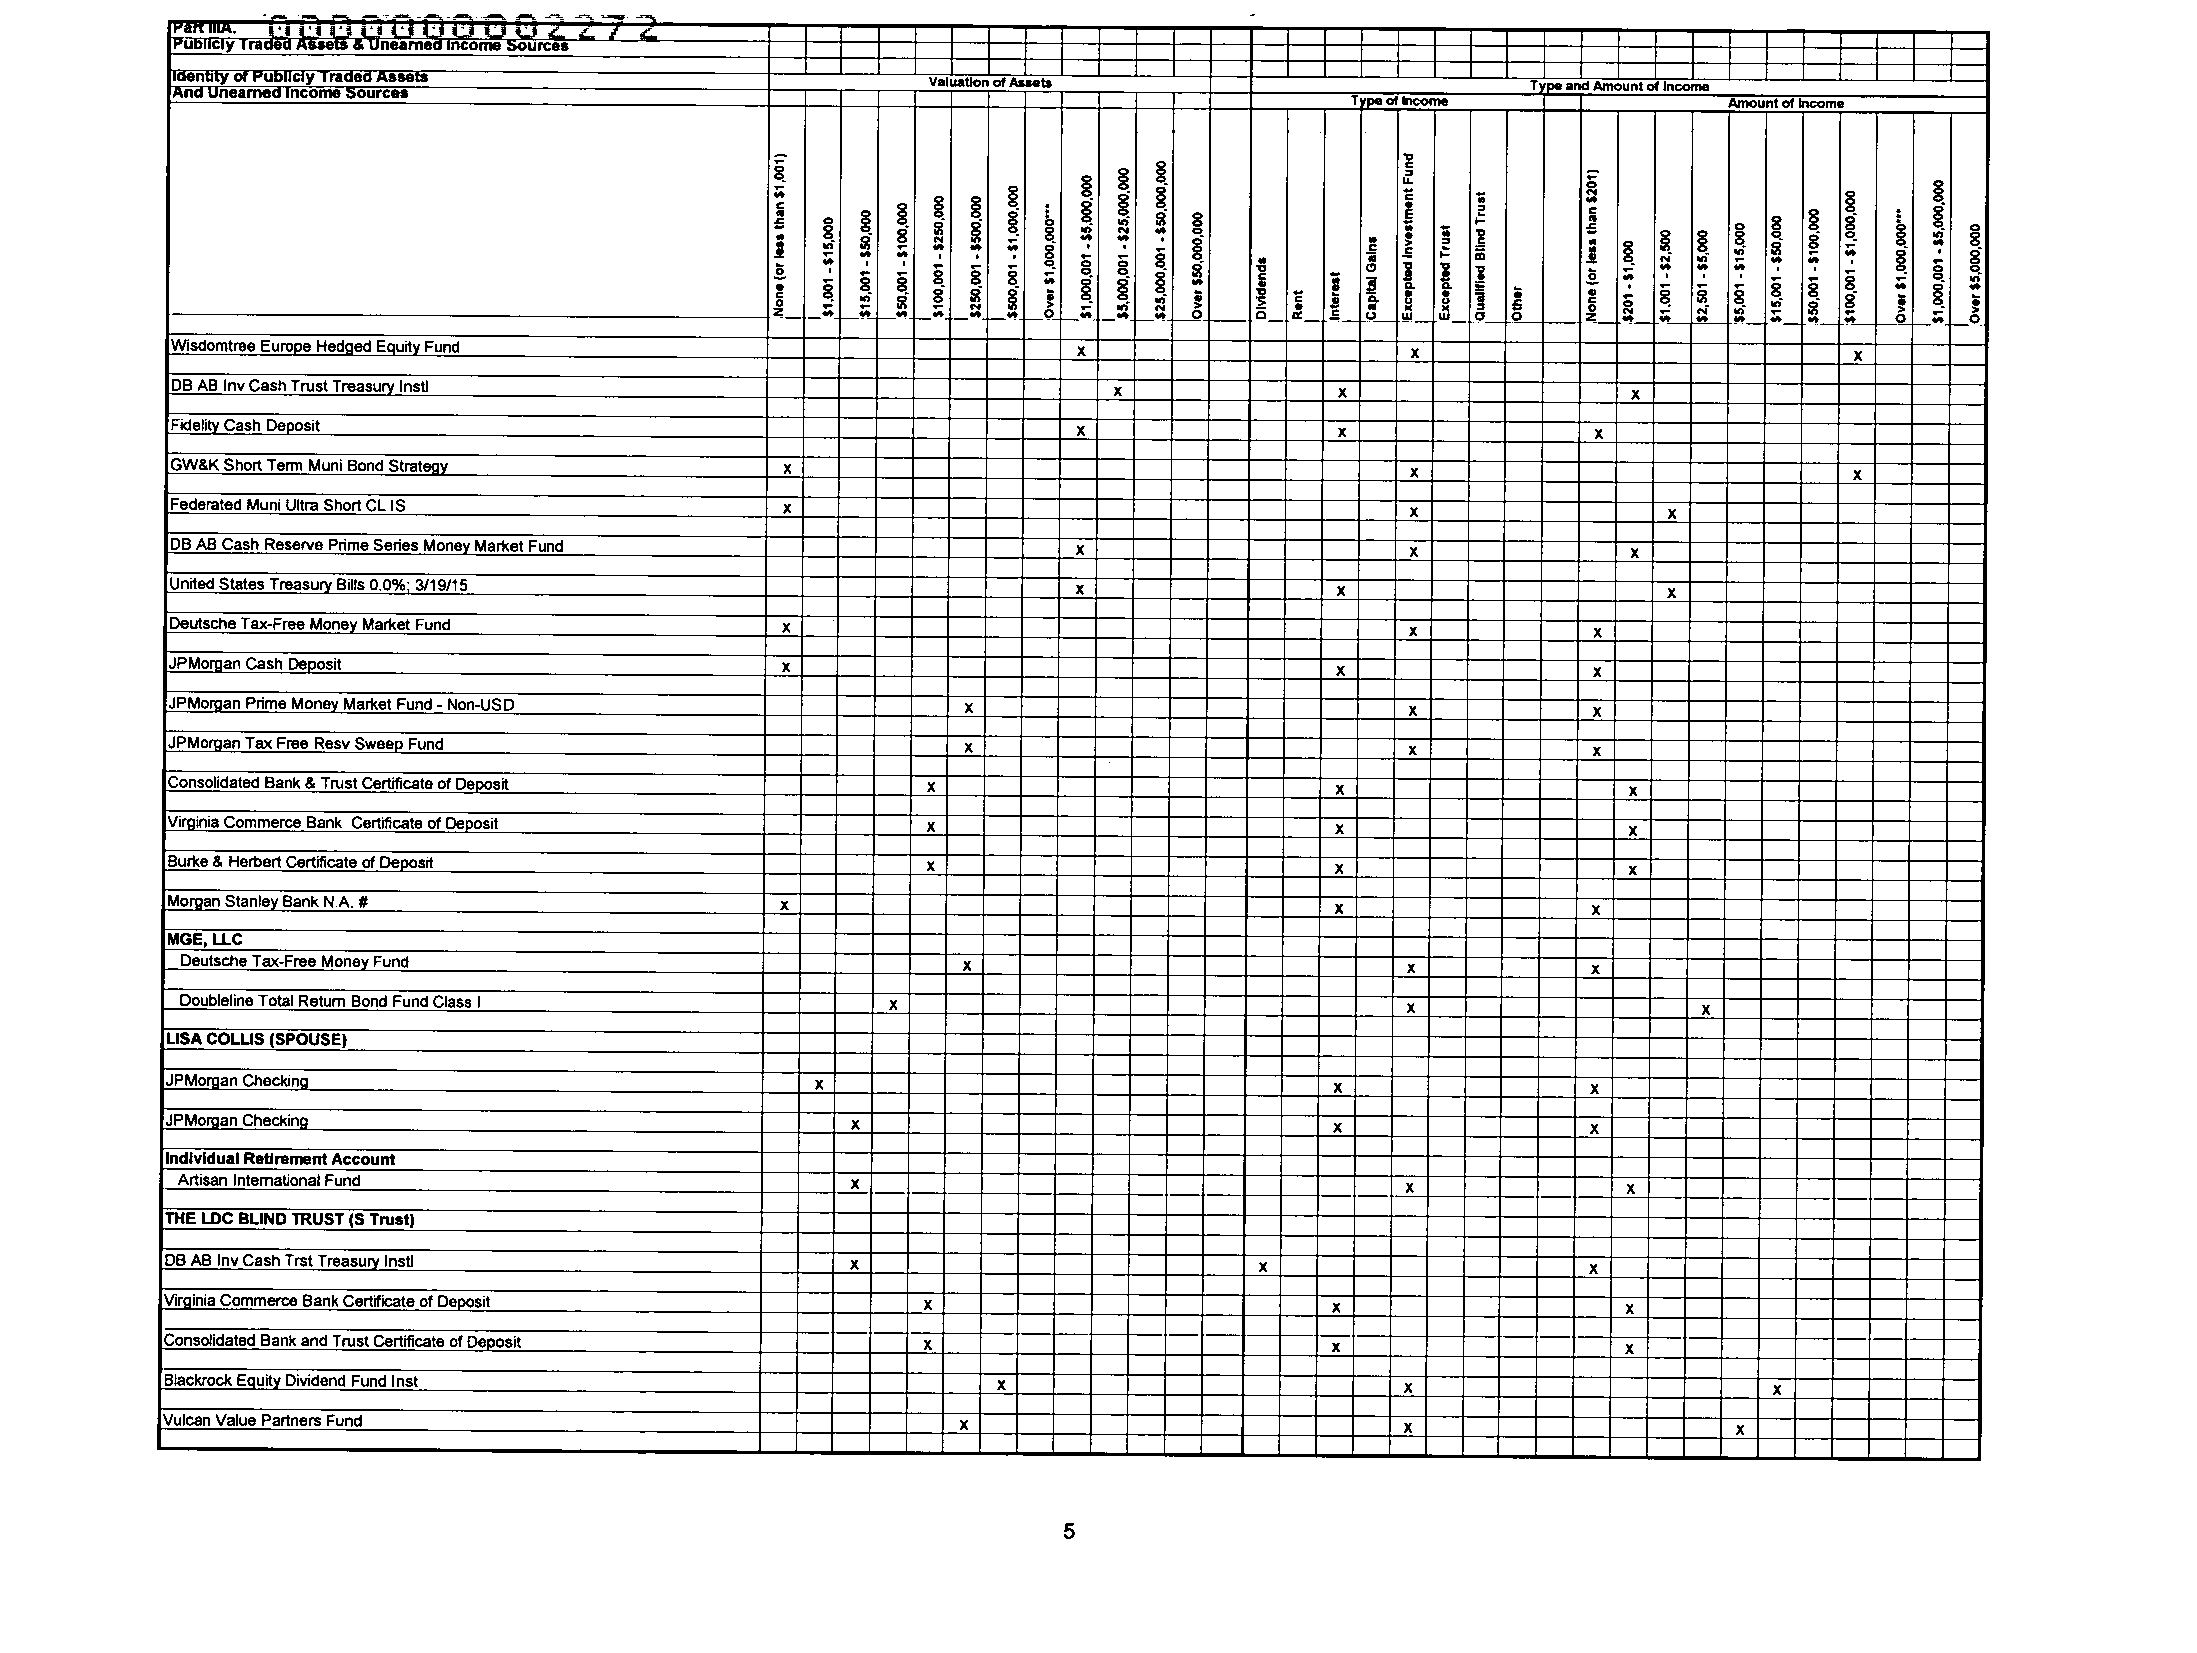 000000002272
Part IIIA.
Publicly Traded Assets & Unearned Income Sources
Identity of Publicly Traded Assets
And Unearned Income Sources
Valuation of Assets
Type and Amount of Income
Type of Income
Amount of Income
None (or less than $1,001)
$1,001 - $15,000
$15,001 - $50,000
$50,001 - $100,000
$100,001 - $250,000
$250,001 - $500,000
$500,001 - $1,000,000
Over $1,000,000***
$1,000,001 - $5,000,000
$5,000,001 - $25,000,000
$25,000,001 - $50,000,000
Over $50,000,000
Dividends
Rent
Interest
Capital Gains
Excepted Investment Fund
Excepted Trust
Qualified Blind Trust
Other
None (or less than $201)
$201 - $1,000
$1,001 - $2,500
$2,501 - $5,000
$5,001 - $15,000
$15,001 - $50,000
$50,001 - $100,000
$100,001 - $1,000,000
Over $1,000,000***
$1,000,001 - $5,000,000
Over $5,000,000
Wisdomtree Europe Hedged Equity Fund x x x
DB AB Inv Cash Trust Treasury Instl x x x
Fidelity Cash Deposit x x x
GW&K Short Term Muni Bond Strategy x x x
Federated Muni Ultra Short CL IS x x x
DB AB Cash Reserve Prime Series Money Market Fund x x x
United States Treasury Bills 0.0%; 3/19/15 x x x
Deutsche Tax-Free Money Market Fund x x x
JPMorgan Cash Deposit x x x
JPMorgan Prime Money Market Fund - Non-USD x x x
JPMorgan Tax Free Resv Sweep Fund x x x
Consolidated Bank & Trust Certificate of Deposit x x x
Virginia Commerce Bank Certificate of Deposit x x x
Burke & Herbert Certificate of Deposit x x x
Morgan Stanley Bank N.A. # x x x
MGE, LLC
Deutsche Tax-Free Money Fund x x x
Doubleline Total Return Bond Fund Class I x x x
LISA COLLIS (SPOUSE)
JPMorgan Checking x x x
JPMorgan Checking x x x
Individual Retirement Account
Artisan International Fund x x x
THE LDC BLIND TRUST (S Trust)
DB AB Inv Cash Trst Treasury Instl x x x
Virginia Commerce Bank Certificate of Deposit x x x
Consolidated Bank and Trust Certificate of Deposit x x x
Blackrock Equity Dividend Fund Inst x x x
Vulcan Value Partners Fund x x x
5